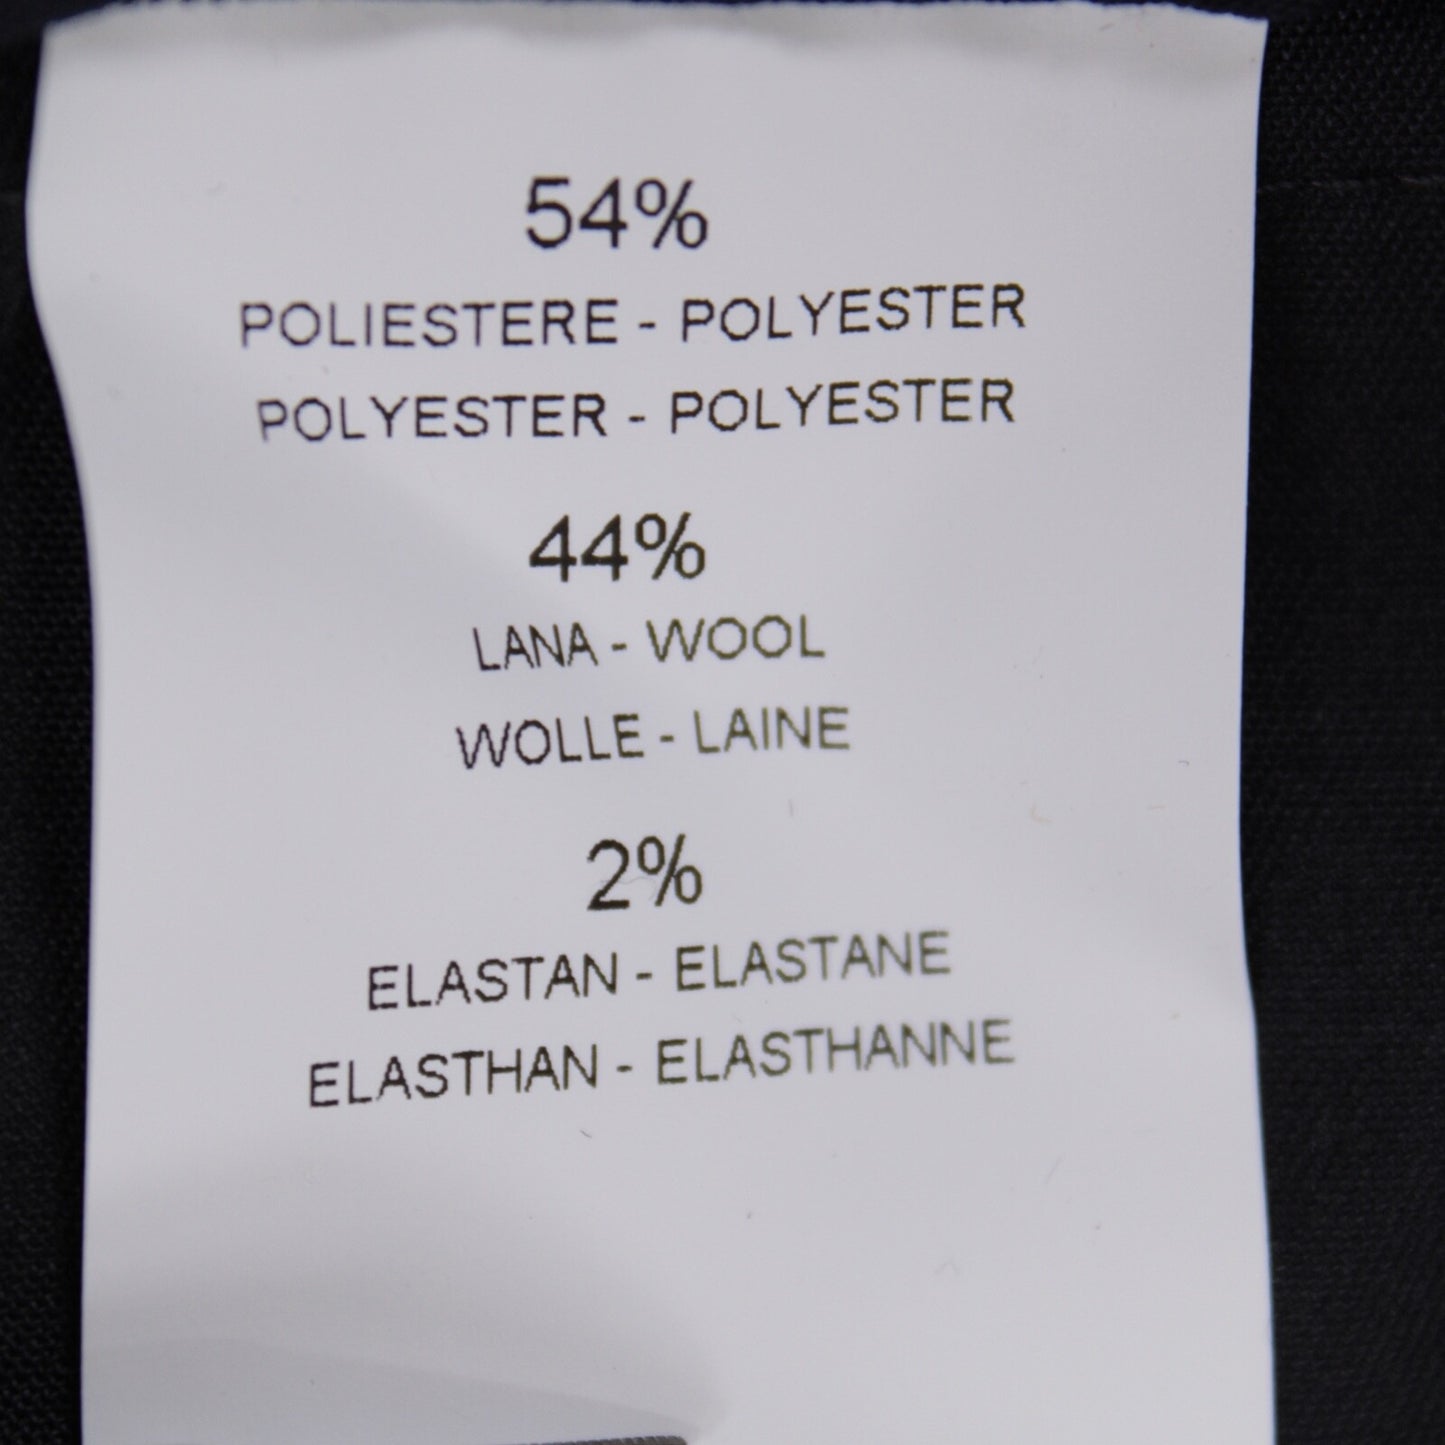 54%
POLIESTERE - POLYESTER
POLYESTER - POLYESTER
44%
LANA - WOOL
WOLLE - LAINE
2%
ELASTAN - ELASTANE
ELASTHAN - ELASTHANNE